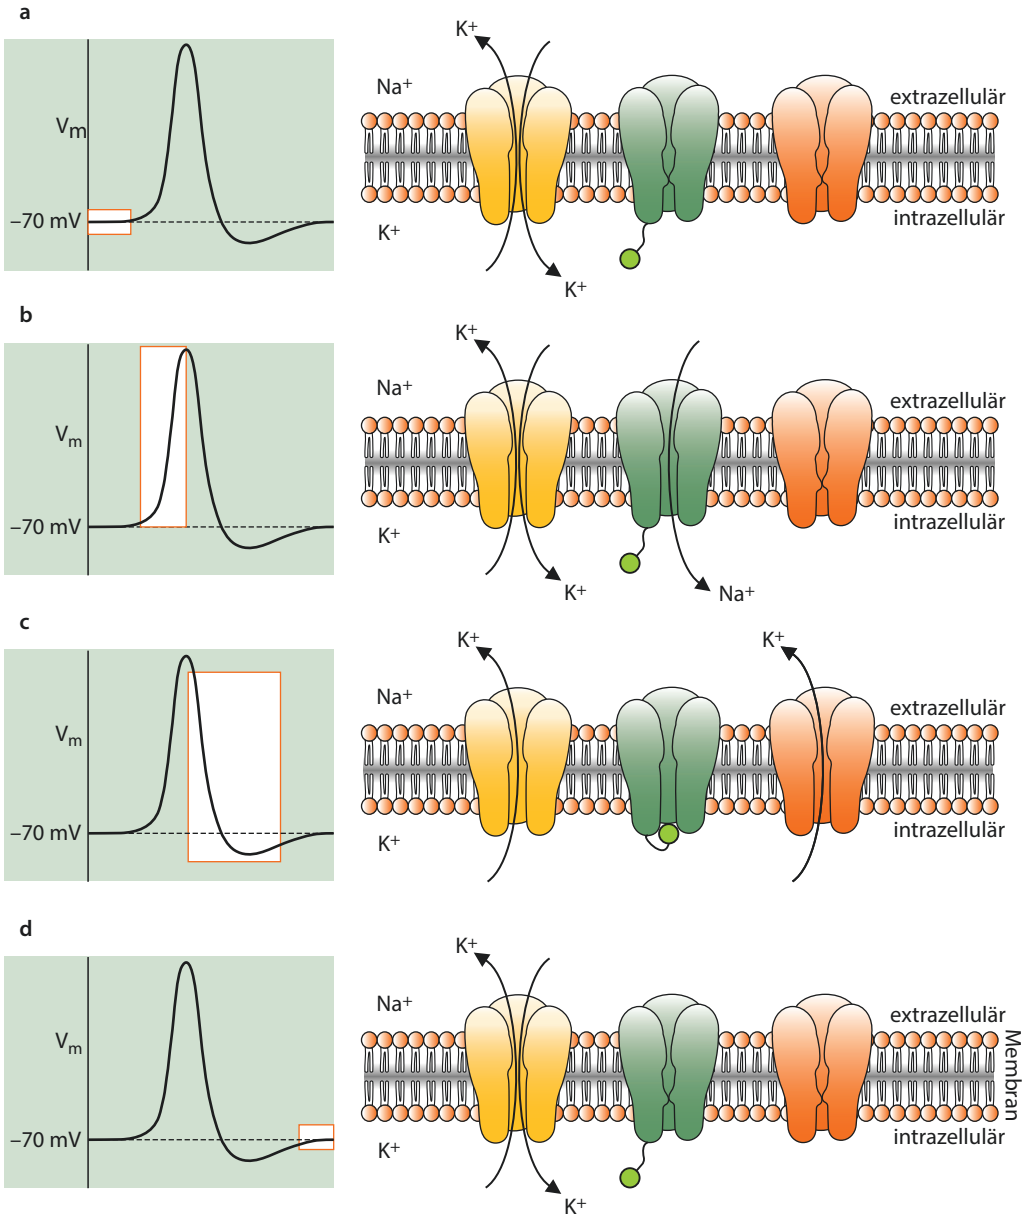 a
K⁺
Na⁺
extrazellulär
Vm
−70 mV
K⁺
intrazellulär
K⁺
b
K⁺
Na⁺
extrazellulär
Vm
−70 mV
K⁺
intrazellulär
K⁺
Na⁺
c
K⁺
K⁺
Na⁺
extrazellulär
Vm
−70 mV
K⁺
intrazellulär
d
K⁺
Na⁺
extrazellulär
Vm
Membran
−70 mV
K⁺
intrazellulär
K⁺